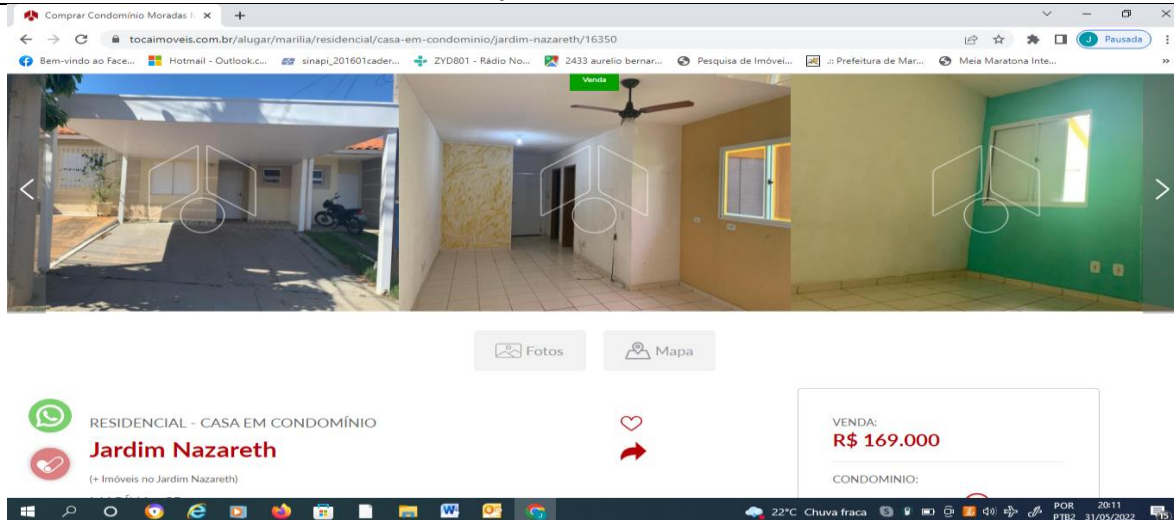 Comprar Condomínio Moradas
tocaimoveis.com.br/alugar/marilia/residencial/casa-em-condominio/jardim-nazareth/16350
J Pausada
Bem-vindo ao Face...
Hotmail - Outlook.c...
sinapi_201601cader...
ZYD801 - Rádio No...
2433 aurelio bernar...
Pesquisa de Imóvei...
.:: Prefeitura de Mar...
Meia Maratona Inte...
»
Venda
Fotos
Mapa
RESIDENCIAL - CASA EM CONDOMÍNIO
Jardim Nazareth
(+ Imóveis no Jardim Nazareth)
VENDA:
R$ 169.000
CONDOMINIO:
22°C Chuva fraca
POR
PTB2
20:11
31/05/2022
15